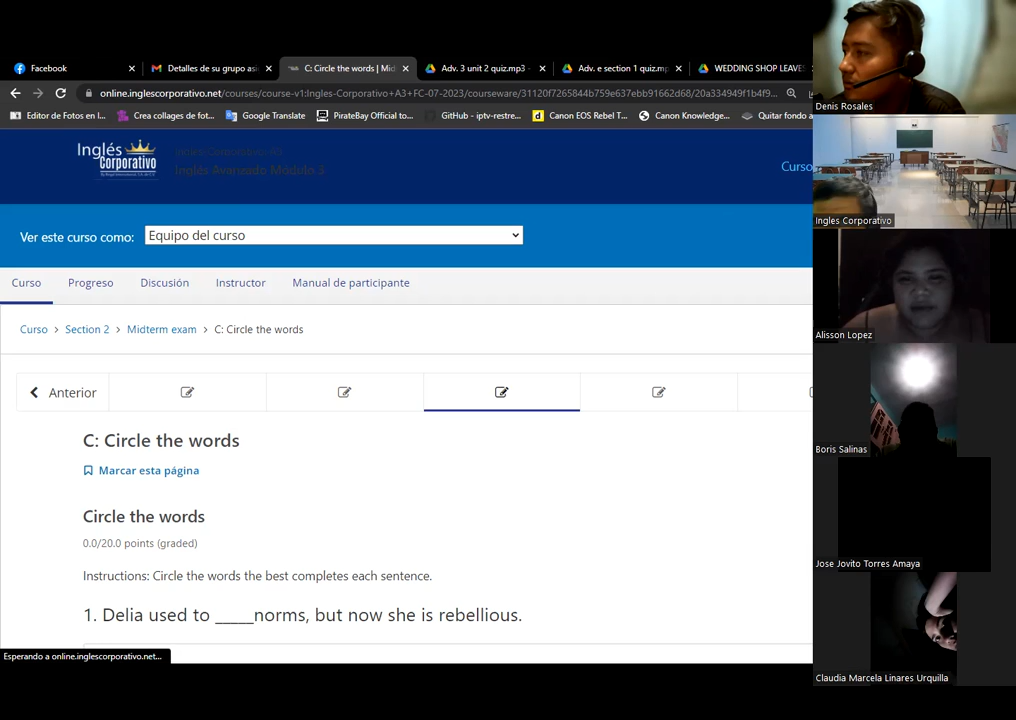 Facebook
Detalles de su grupo asi
C: Circle the words | Mid
Adv. 3 unit 2 quiz.mp3 -
Adv. e section 1 quiz.mp
WEDDING SHOP LEAVE
online.inglescorporativo.net/courses/course-v1:Ingles-Corporativo+A3+FC-07-2023/courseware/31120f7265844b759e637ebb91662d68/20a334949f1b4f9...
Editor de Fotos en l...
Crea collages de fot...
Google Translate
PirateBay Official to...
GitHub - iptv-restre...
Canon EOS Rebel T...
Canon Knowledge...
Quitar fondo a
Inglés
Corporativo
Inglés Corporativo A3
Inglés Avanzado Módulo 3
Curso
Ver este curso como:
Equipo del curso
Curso
Progreso
Discusión
Instructor
Manual de participante
Curso > Section 2 > Midterm exam > C: Circle the words
Anterior
C: Circle the words
Marcar esta página
Circle the words
0.0/20.0 points (graded)
Instructions: Circle the words the best completes each sentence.
1. Delia used to ____norms, but now she is rebellious.
Esperando a online.inglescorporativo.net...
Denis Rosales
Ingles Corporativo
Alisson Lopez
Boris Salinas
Jose Jovito Torres Amaya
Claudia Marcela Linares Urquilla